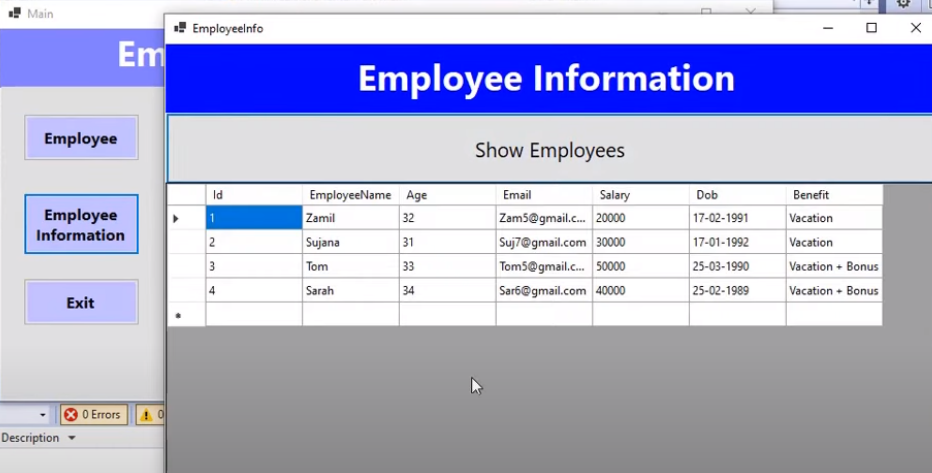 Main
EmployeeInfo
Em
Employee Information
Employee
Show Employees
Employee
Information
Exit
Id EmployeeName Age Email Salary Dob Benefit
1 Zamil 32 Zam5@gmail.c... 20000 17-02-1991 Vacation
2 Sujana 31 Suj7@gmail.com 30000 17-01-1992 Vacation
3 Tom 33 Tom5@gmail.c... 50000 25-03-1990 Vacation + Bonus
4 Sarah 34 Sar6@gmail.com 40000 25-02-1989 Vacation + Bonus
0 Errors 0
Description